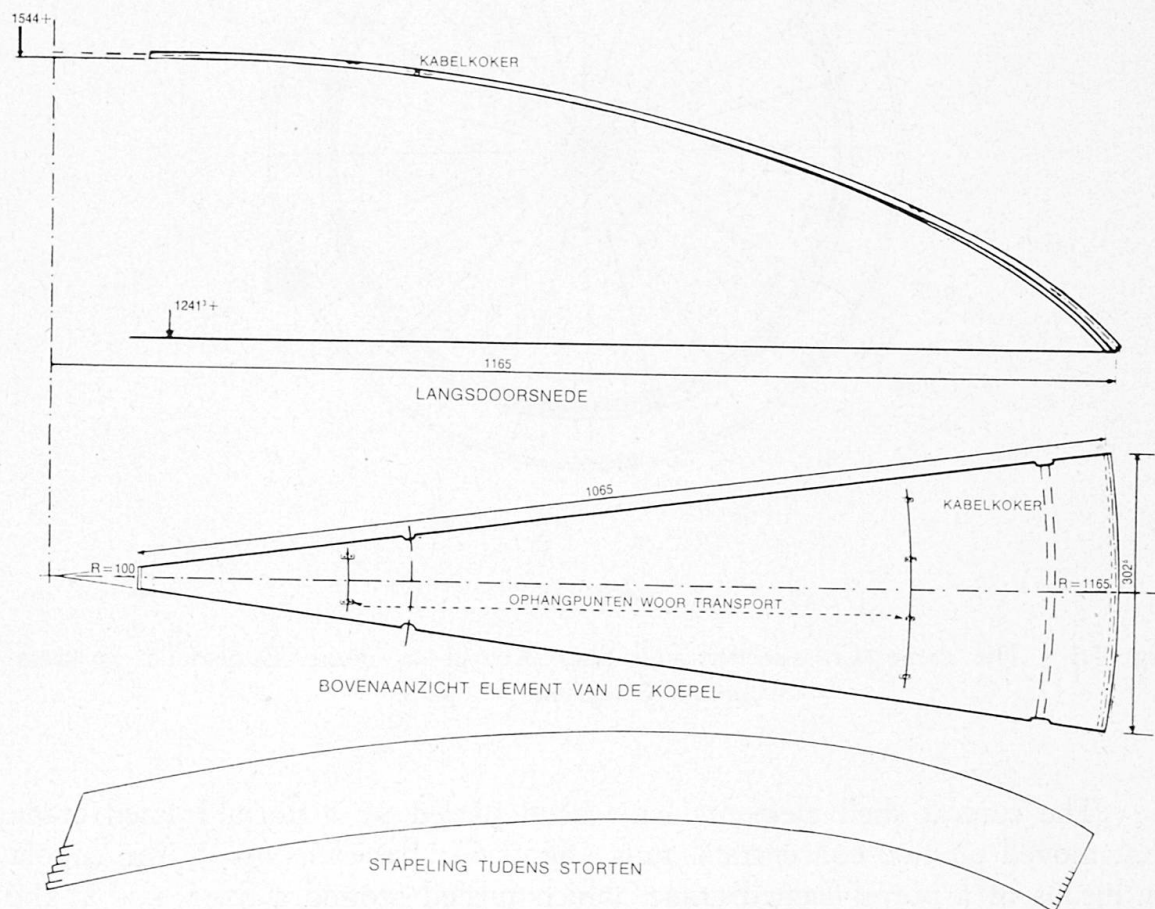 1544+
KABELKOKER
1241³+
1165
LANGSDOORSNEDE
1065
KABELKOKER
R=100
R=1165
302⁵
OPHANGPUNTEN WOOR TRANSPORT
BOVENAANZICHT ELEMENT VAN DE KOEPEL
STAPELING TUDENS STORTEN